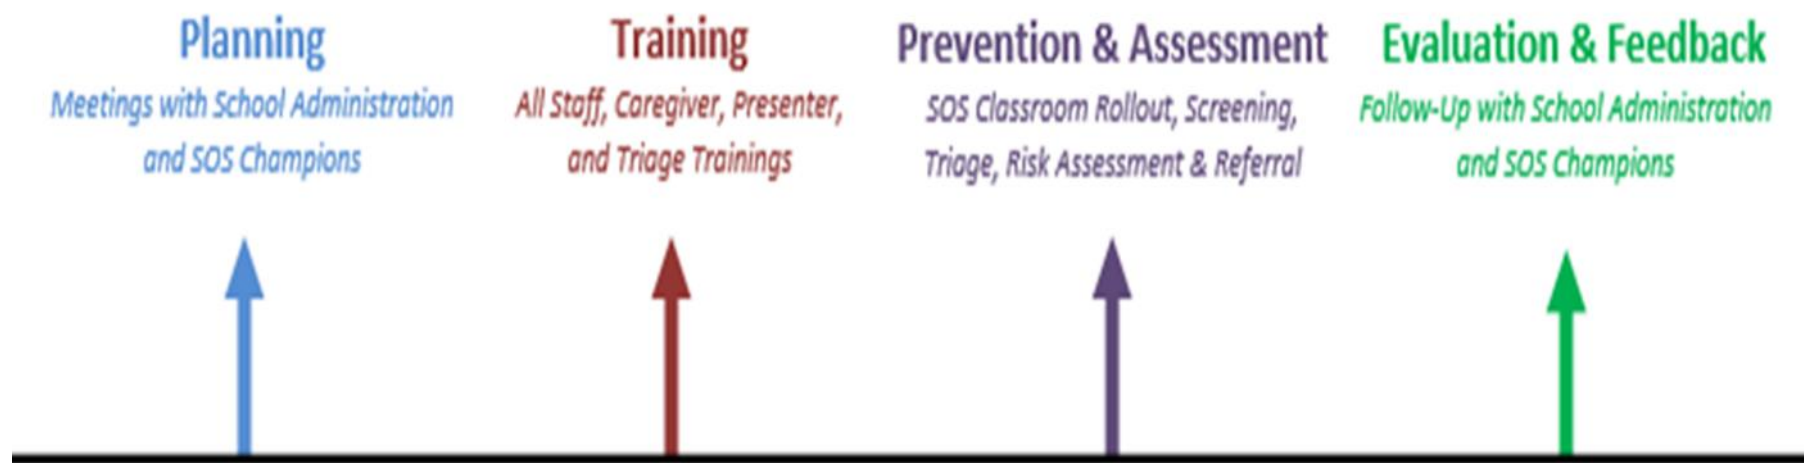 Planning
Meetings with School Administration
and SOS Champions
Training
All Staff, Caregiver, Presenter,
and Triage Trainings
Prevention & Assessment
SOS Classroom Rollout, Screening,
Triage, Risk Assessment & Referral
Evaluation & Feedback
Follow-Up with School Administration
and SOS Champions